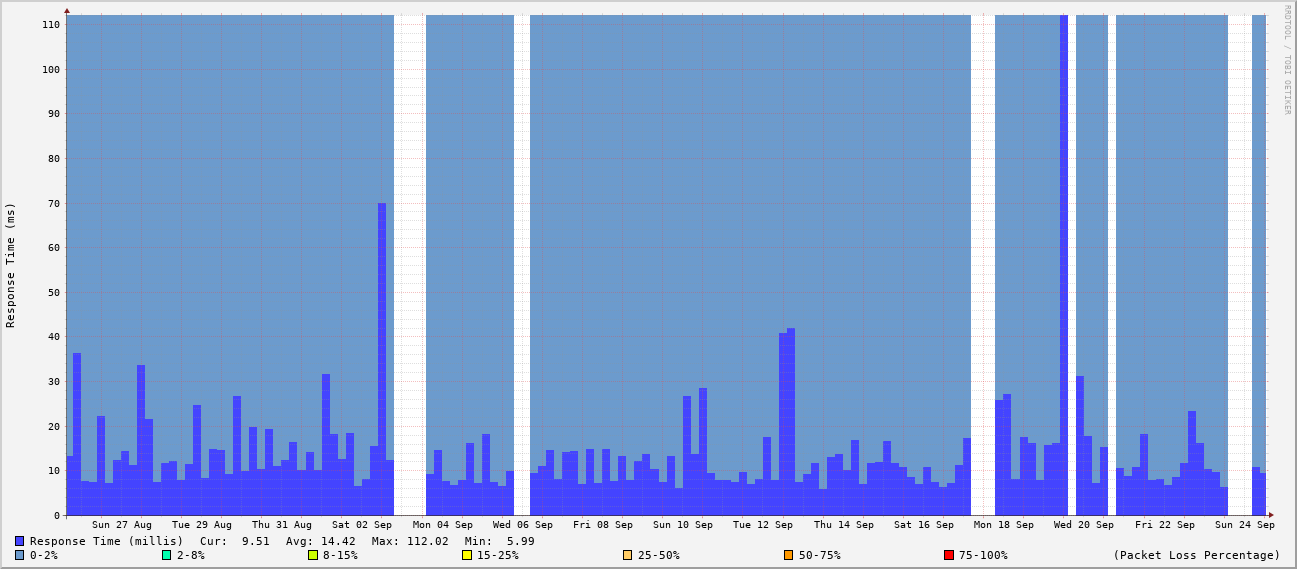 RRDTOOL / TOBI OETIKER
Response Time (ms)
110
100
90
80
70
60
50
40
30
20
10
0
Sun 27 Aug Tue 29 Aug Thu 31 Aug Sat 02 Sep Mon 04 Sep Wed 06 Sep Fri 08 Sep Sun 10 Sep Tue 12 Sep Thu 14 Sep Sat 16 Sep Mon 18 Sep Wed 20 Sep Fri 22 Sep Sun 24 Sep
Response Time (millis) Cur: 9.51 Avg: 14.42 Max: 112.02 Min: 5.99
0-2% 2-8% 8-15% 15-25% 25-50% 50-75% 75-100% (Packet Loss Percentage)